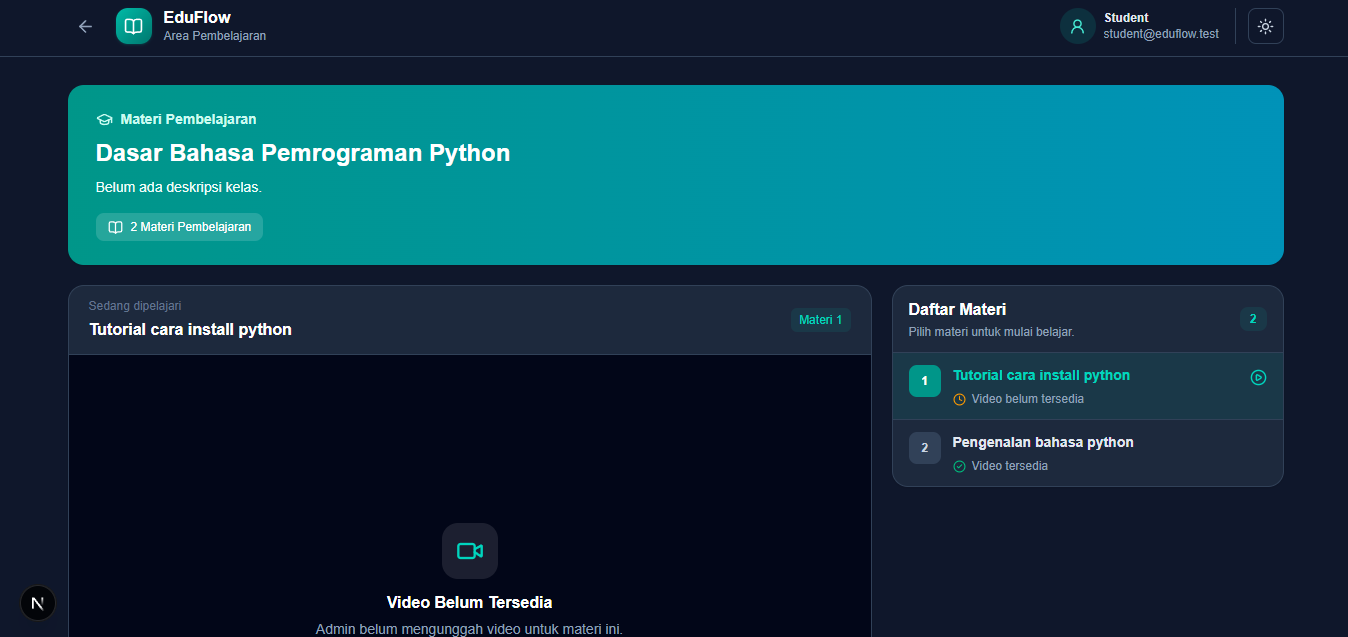 EduFlow
Area Pembelajaran
Student
student@eduflow.test
Materi Pembelajaran
Dasar Bahasa Pemrograman Python
Belum ada deskripsi kelas.
2 Materi Pembelajaran
Sedang dipelajari
Tutorial cara install python
Materi 1
Video Belum Tersedia
Admin belum mengunggah video untuk materi ini.
Daftar Materi
Pilih materi untuk mulai belajar.
2
1
Tutorial cara install python
Video belum tersedia
2
Pengenalan bahasa python
Video tersedia
N